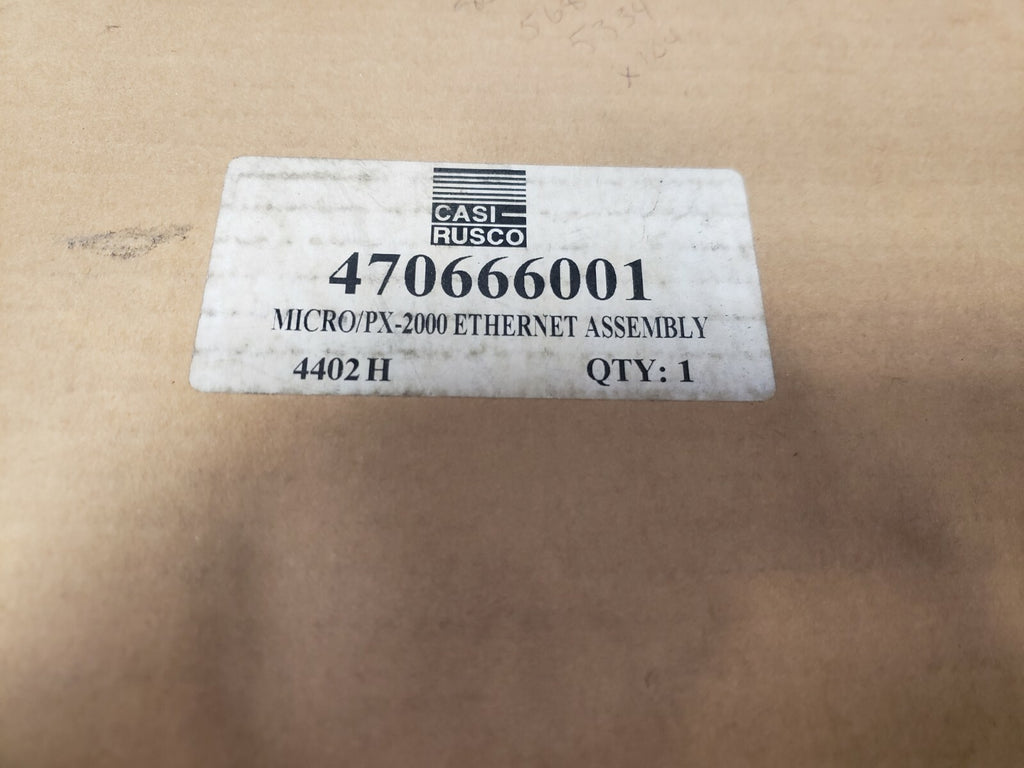 5334
CASI-
RUSCO
470666001
MICRO/PX-2000 ETHERNET ASSEMBLY
4402 H QTY: 1